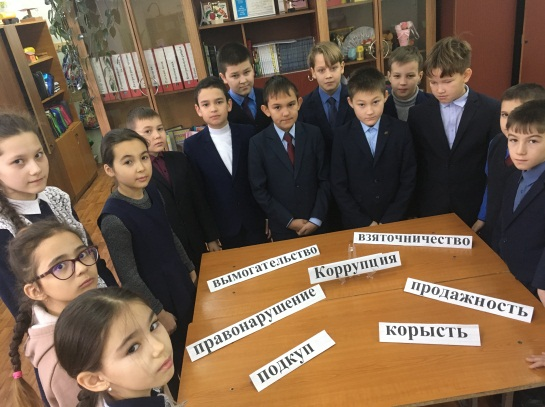 взяточничество
вымогательство
Коррупция
правонарушение
продажность
подкуп
корысть